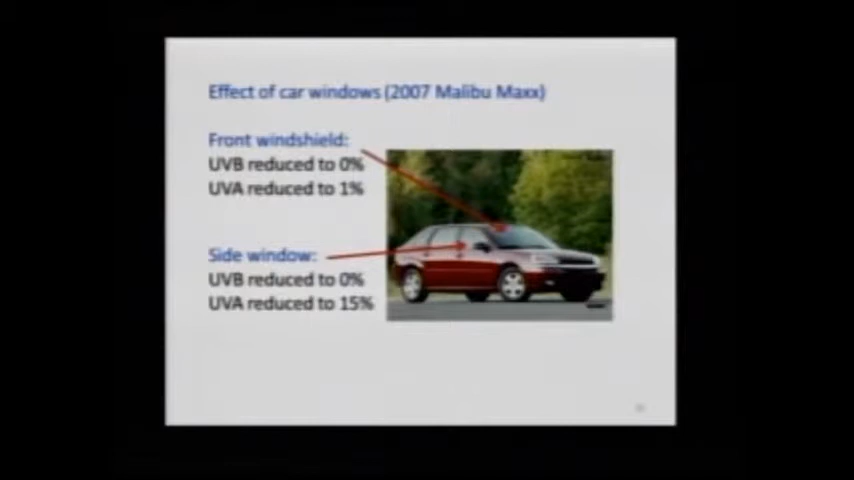 Effect of car windows (2007 Malibu Maxx)
Front windshield:
UVB reduced to 0%
UVA reduced to 1%
Side window:
UVB reduced to 0%
UVA reduced to 15%